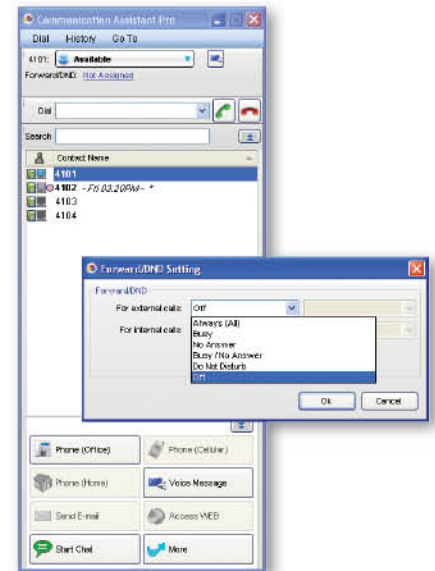 Communication Assistant Pro
Dial History Go To
4101: Available
Forward/DND: Not Assigned
Dial
Search
Contact Name
4101
4102 - Fri 03:20PM - *
4103
4104
Forward/DND Setting
Forward/DND
For external calls: Off
For internal calls:
Always (All)
Busy
No Answer
Busy / No Answer
Do Not Disturb
Off
Ok Cancel
Phone (Office) Phone (Cellular)
Phone (Home) Voice Message
Send E-mail Access WEB
Start Chat More